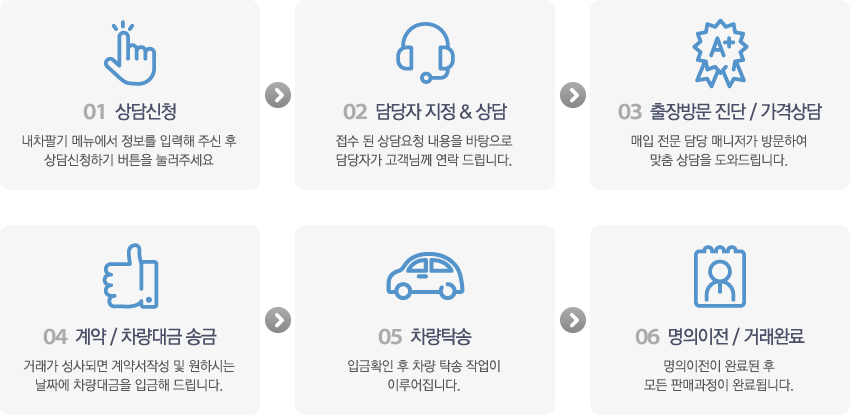 01 상담신청
내차팔기 메뉴에서 정보를 입력해 주신 후
상담신청하기 버튼을 눌러주세요
02 담당자 지정 & 상담
접수 된 상담요청 내용을 바탕으로
담당자가 고객님께 연락 드립니다.
A+
03 출장방문 진단 / 가격상담
매입 전문 담당 매니저가 방문하여
맞춤 상담을 도와드립니다.
04 계약 / 차량대금 송금
거래가 성사되면 계약서작성 및 원하시는
날짜에 차량대금을 입금해 드립니다.
05 차량탁송
입금확인 후 차량 탁송 작업이
이루어집니다.
06 명의이전 / 거래완료
명의이전이 완료된 후
모든 판매과정이 완료됩니다.